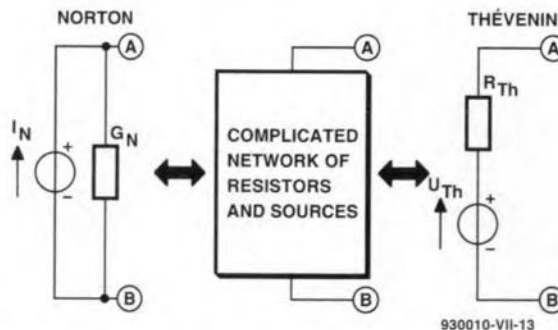 NORTON
THÉVENIN
A
A
A
I N
+
G N
−
COMPLICATED
NETWORK OF
RESISTORS
AND SOURCES
R Th
U Th
+
−
B
B
B
930010-VII-13